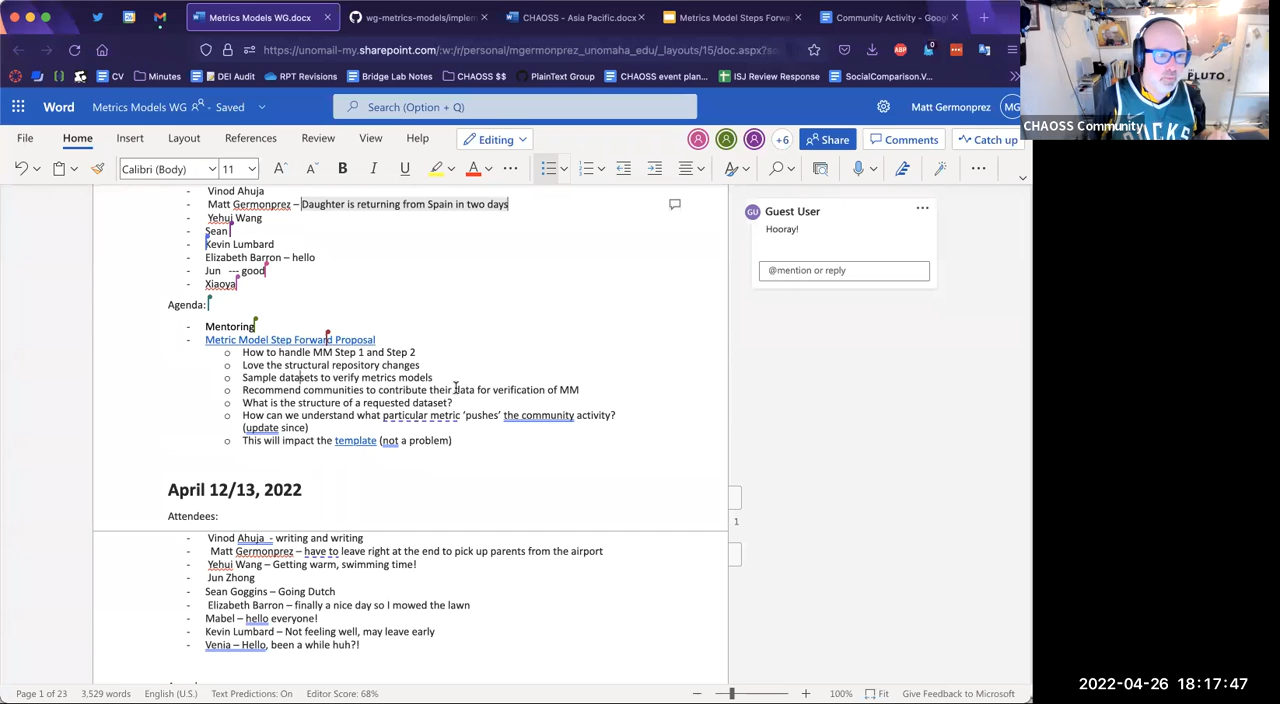 Metrics Models WG.docx
wg-metrics-models/implem
CHAOSS - Asia Pacific.docx
Metrics Model Steps Forw
Community Activity - Goog
https://unomail-my.sharepoint.com/:w:/r/personal/mgermonprez_unomaha_edu/_layouts/15/doc.aspx?so
CV
Minutes
DEI Audit
RPT Revisions
Bridge Lab Notes
CHAOSS $$
PlainText Group
CHAOSS event plan...
ISJ Review Response
SocialComparison.V...
PLUTO
CHAOSS Community
Word
Metrics Models WG
- Saved
Search (Option + Q)
Matt Germonprez
MG
File
Home
Insert
Layout
References
Review
View
Help
Editing
+6
Share
Comments
Catch up
Calibri (Body)
11
- Vinod Ahuja
- Matt Germonprez – Daughter is returning from Spain in two days
- Yehui Wang
- Sean
- Kevin Lumbard
- Elizabeth Barron – hello
- Jun --- good
- Xiaoya
Agenda:
- Mentoring
- Metric Model Step Forward Proposal
o How to handle MM Step 1 and Step 2
o Love the structural repository changes
o Sample datasets to verify metrics models
o Recommend communities to contribute their data for verification of MM
o What is the structure of a requested dataset?
o How can we understand what particular metric ‘pushes’ the community activity?
(update since)
o This will impact the template (not a problem)
April 12/13, 2022
Attendees:
- Vinod Ahuja - writing and writing
- Matt Germonprez – have to leave right at the end to pick up parents from the airport
- Yehui Wang – Getting warm, swimming time!
- Jun Zhong
- Sean Goggins – Going Dutch
- Elizabeth Barron – finally a nice day so I mowed the lawn
- Mabel – hello everyone!
- Kevin Lumbard – Not feeling well, may leave early
- Venia – Hello, been a while huh?!
GU
Guest User
Hooray!
@mention or reply
1
Page 1 of 23
3,529 words
English (U.S.)
Text Predictions: On
Editor Score: 68%
100%
Fit
Give Feedback to Microsoft
2022-04-26 18:17:47